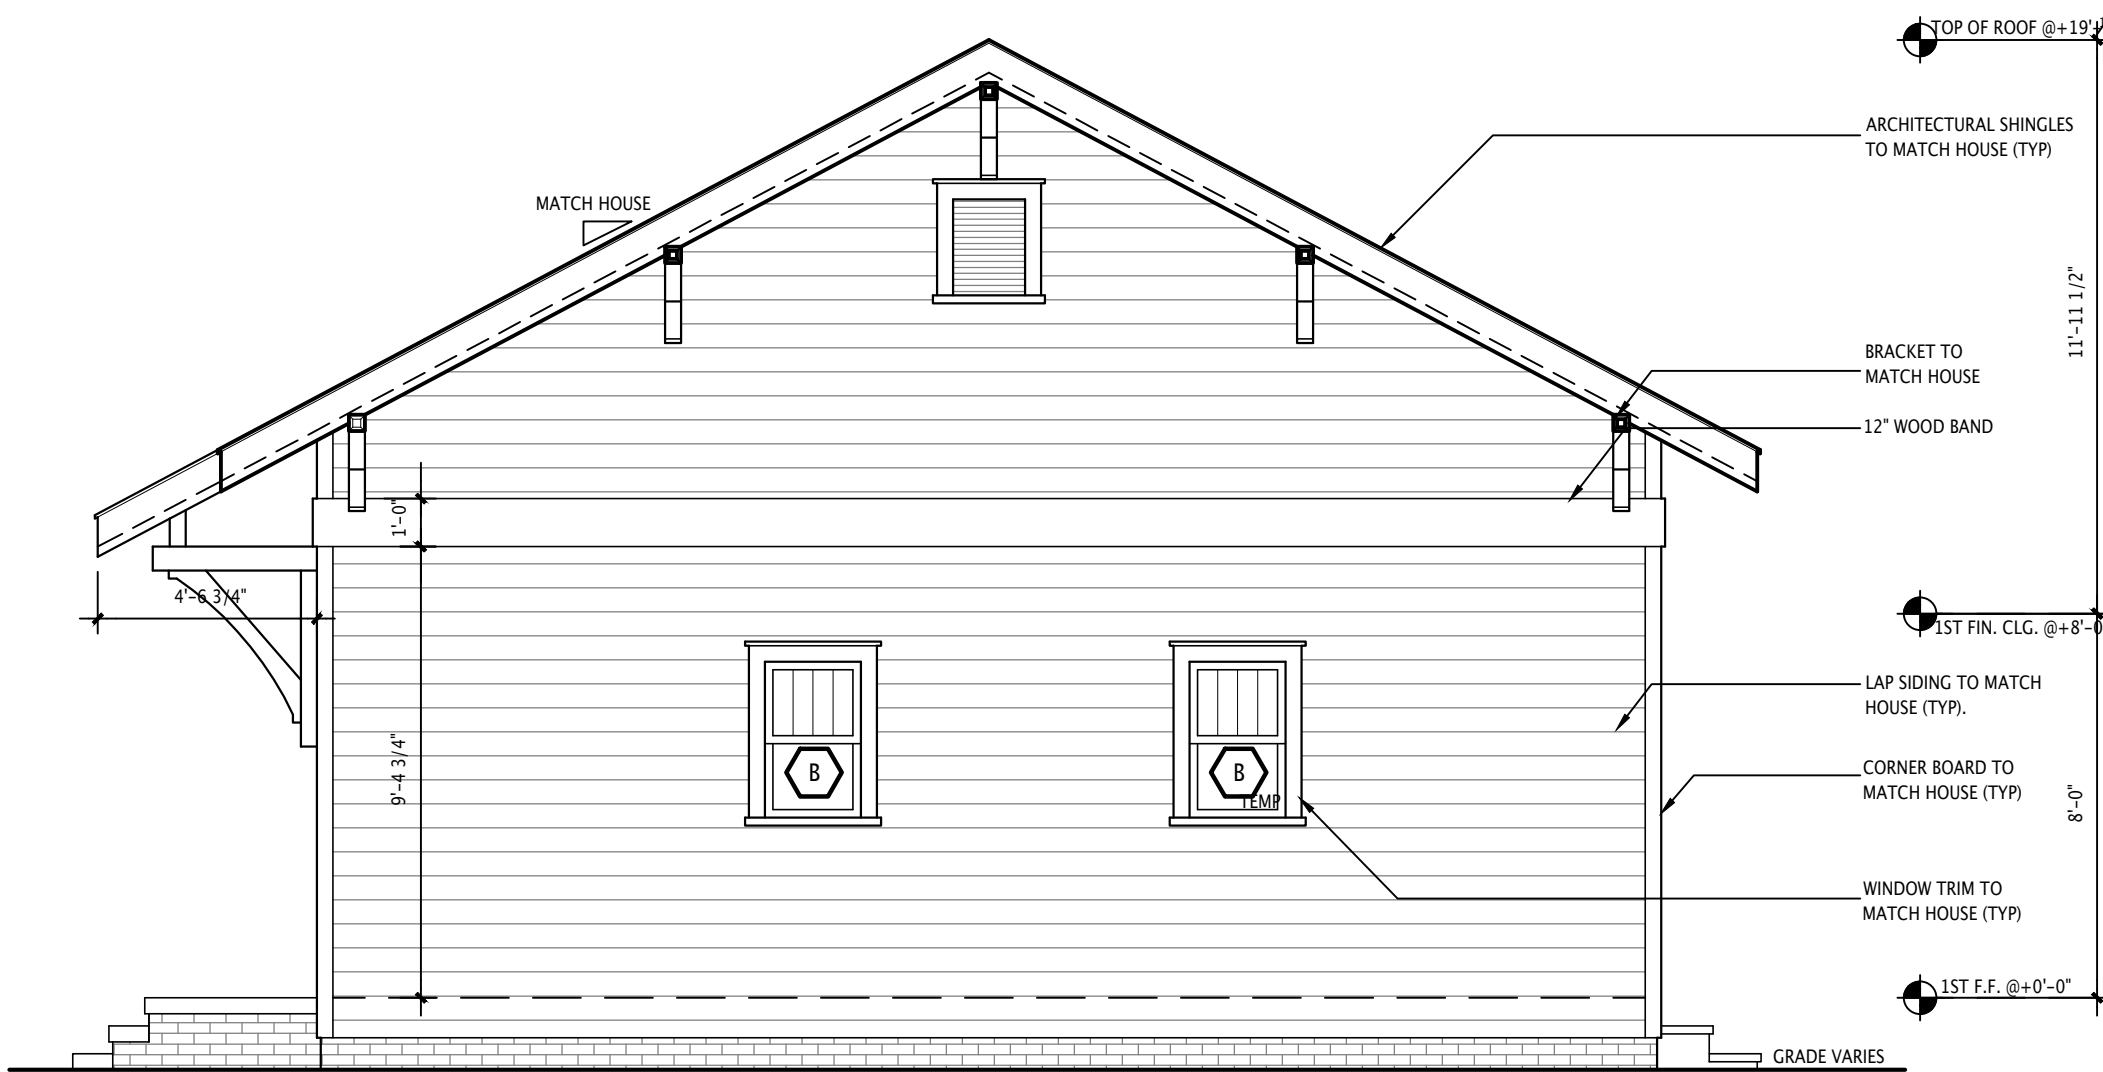 TOP OF ROOF @+19'-1
ARCHITECTURAL SHINGLES
TO MATCH HOUSE (TYP)
MATCH HOUSE
11'-11 1/2"
BRACKET TO
MATCH HOUSE
12" WOOD BAND
1'-0"
4'-6 3/4"
1ST FIN. CLG. @+8'-0
LAP SIDING TO MATCH
HOUSE (TYP).
9'-4 3/4"
B
B
TEMP
CORNER BOARD TO
MATCH HOUSE (TYP)
8'-0"
WINDOW TRIM TO
MATCH HOUSE (TYP)
1ST F.F. @+0'-0"
GRADE VARIES